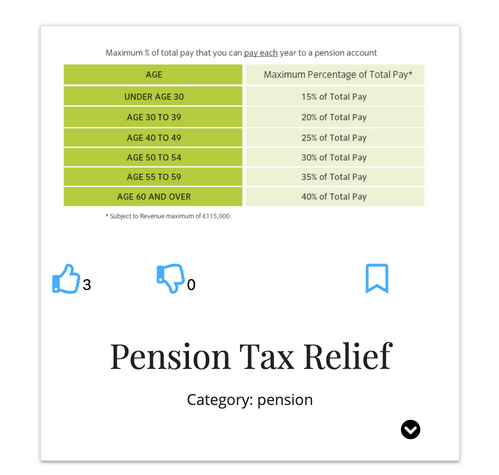 Maximum % of total pay that you can pay each year to a pension account
AGE Maximum Percentage of Total Pay*
UNDER AGE 30 15% of Total Pay
AGE 30 TO 39 20% of Total Pay
AGE 40 TO 49 25% of Total Pay
AGE 50 TO 54 30% of Total Pay
AGE 55 TO 59 35% of Total Pay
AGE 60 AND OVER 40% of Total Pay
* Subject to Revenue maximum of €115,000.
3 0
Pension Tax Relief
Category: pension